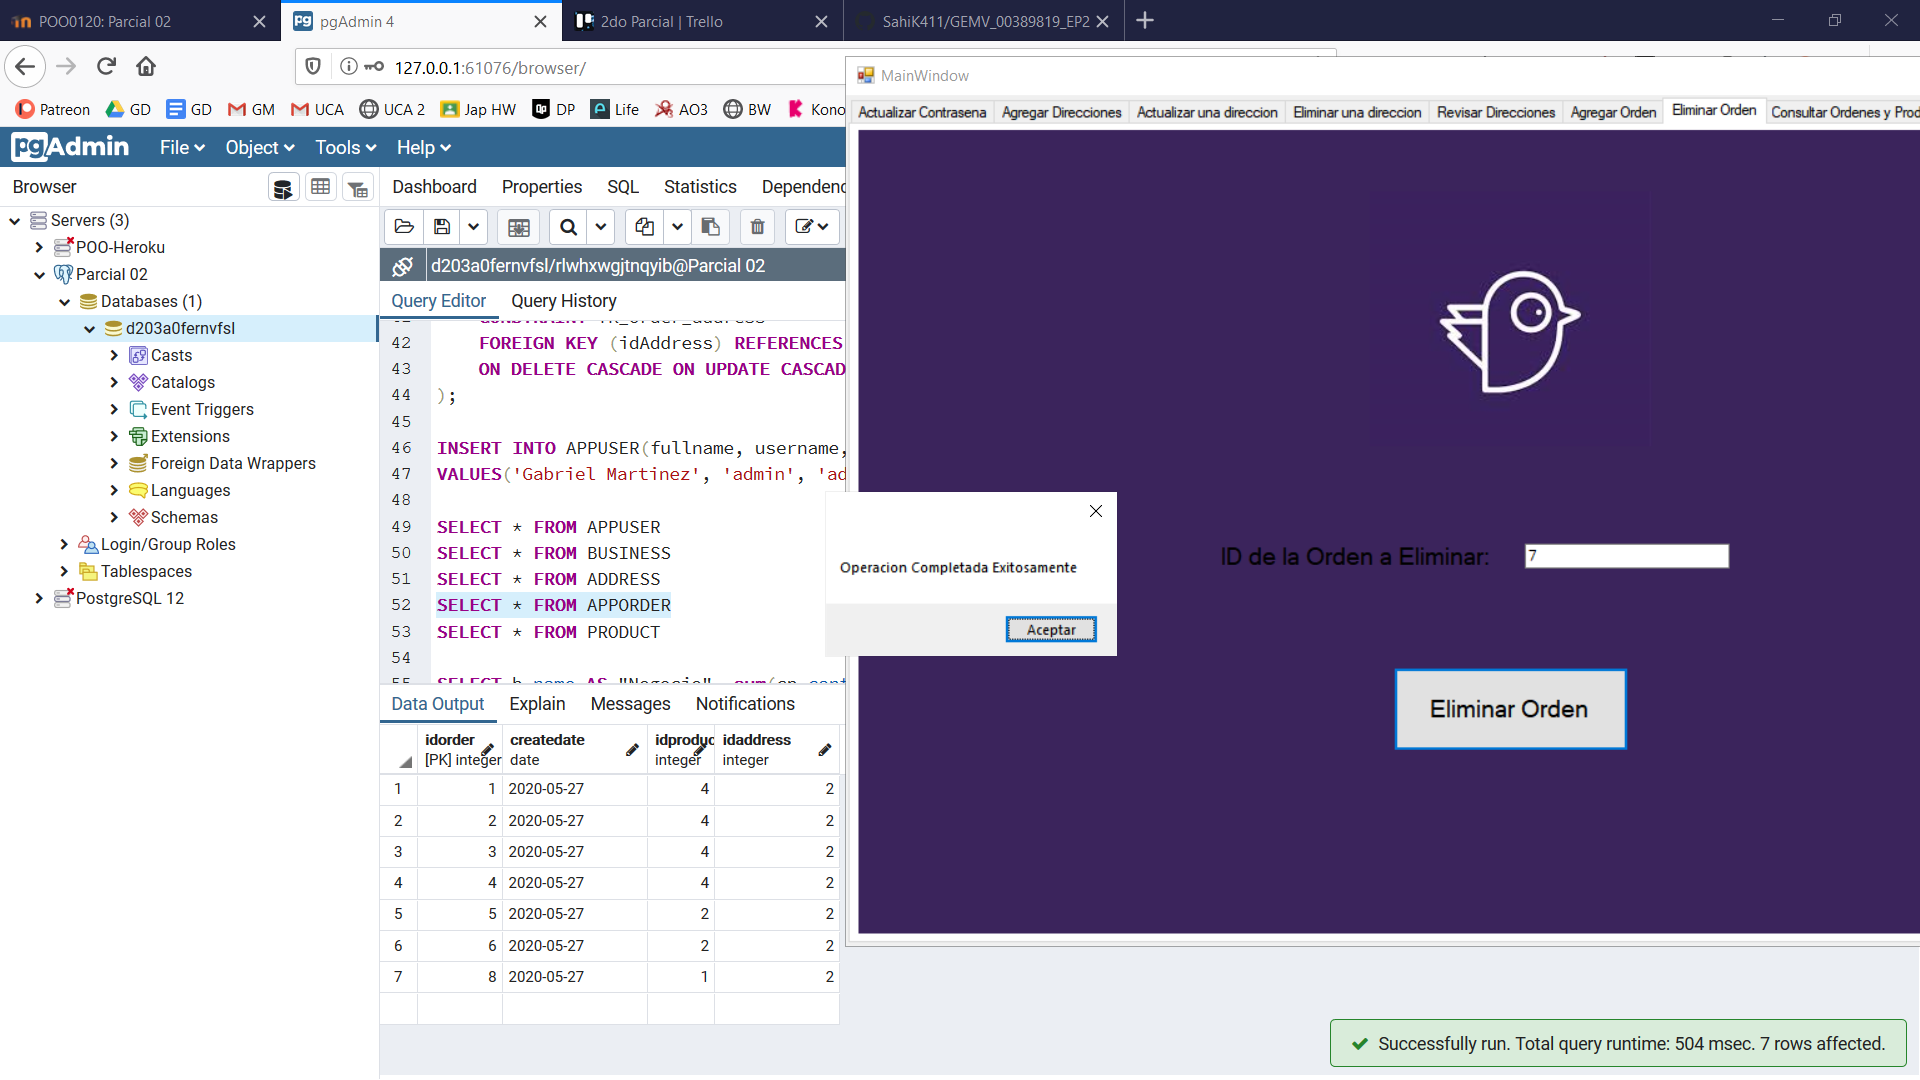 POO0120: Parcial 02
pgAdmin 4
2do Parcial | Trello
SahiK411/GEMV_00389819_EP2
127.0.0.1:61076/browser/
Patreon
GD
GD
GM
UCA
UCA 2
Jap HW
DP
Life
AO3
BW
Kono
pgAdmin
File
Object
Tools
Help
Browser
Dashboard
Properties
SQL
Statistics
Dependenc
Servers (3)
POO-Heroku
Parcial 02
Databases (1)
d203a0fernvfsl
Casts
Catalogs
Event Triggers
Extensions
Foreign Data Wrappers
Languages
Schemas
Login/Group Roles
Tablespaces
PostgreSQL 12
d203a0fernvfsl/rlwhxwgjtnqyib@Parcial 02
Query Editor
Query History
42 FOREIGN KEY (idAddress) REFERENCES
43 ON DELETE CASCADE ON UPDATE CASCAD
44 );
45
46 INSERT INTO APPUSER(fullname, username,
47 VALUES('Gabriel Martinez', 'admin', 'ad
48
49 SELECT * FROM APPUSER
50 SELECT * FROM BUSINESS
51 SELECT * FROM ADDRESS
52 SELECT * FROM APPORDER
53 SELECT * FROM PRODUCT
54
Data Output
Explain
Messages
Notifications
idorder [PK] integer
createdate date
idproduc integer
idaddress integer
1 1 2020-05-27 4 2
2 2 2020-05-27 4 2
3 3 2020-05-27 4 2
4 4 2020-05-27 4 2
5 5 2020-05-27 2 2
6 6 2020-05-27 2 2
7 8 2020-05-27 1 2
MainWindow
Actualizar Contrasena
Agregar Direcciones
Actualizar una direccion
Eliminar una direccion
Revisar Direcciones
Agregar Orden
Eliminar Orden
Consultar Ordenes y Prod
ID de la Orden a Eliminar:
7
Eliminar Orden
Operacion Completada Exitosamente
Aceptar
Successfully run. Total query runtime: 504 msec. 7 rows affected.